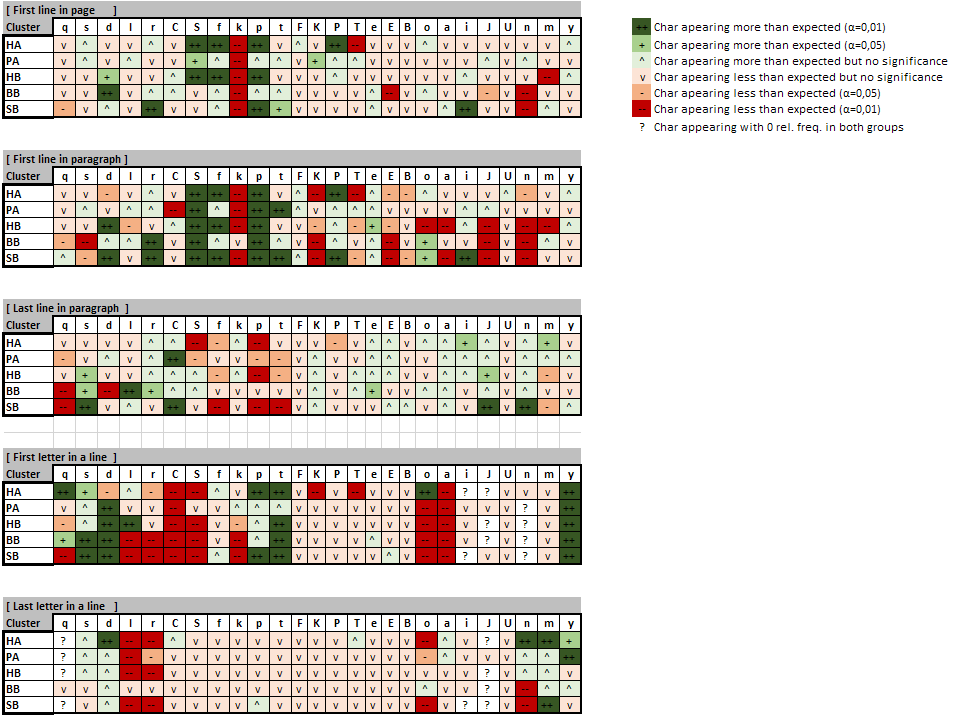 [ First line in page ]
Cluster q s d l r C S f k p t F K P T e E B o a i J U n m y
HA v ^ v v ^ v ++ ++ -- ++ v ^ v ++ -- v v v v v v v v v v ^
PA v ^ v ^ v ^ + ^ -- ^ v ^ + ^ v v v v v v v ^ v ^ v v
HB v v + v v ^ ++ ++ -- ++ v v v ^ v v v v v v ^ v v v -- ^
BB v v ++ v ^ ^ v ^ -- v ^ v v v v ^ -- v ^ v v - v -- v v
SB - v ^ v ++ v v ^ -- ++ + v v v v ^ v v v ^ ++ v v -- ^ v
[ First line in paragraph ]
Cluster q s d l r C S f k p t F K P T e E B o a i J U n m y
HA v v - v ^ v ++ ++ -- ++ v ^ -- ++ -- ^ - - ^ v v v ^ - v ^
PA v ^ v ^ ^ -- ++ ^ -- ++ ++ ^ v ^ ^ ^ v v v v ^ ^ v v v v
HB v v ++ - v ^ ++ ++ -- ++ v v - ^ - + - v -- -- ^ -- v -- -- ^
BB - -- ^ ^ ++ v ++ ^ v ++ ^ v -- ^ v ^ -- v + v v -- v -- ^ v
SB ^ - ++ v ++ v ++ ++ -- ++ ++ v -- ++ - ^ -- - + -- ++ -- v -- v v
[ Last line in paragraph ]
Cluster q s d l r C S f k p t F K P T e E B o a i J U n m y
HA v v v v ^ ^ -- - ^ -- v ^ v - v ^ ^ v ^ ^ + ^ v ^ + v
PA - v ^ v ^ ++ - v v - - v ^ v v ^ ^ v ^ ^ ^ ^ v ^ ^ ^
HB v + v v ^ ^ ^ - ^ -- - v ^ v ^ ^ ^ ^ ^ ^ v + v ^ - v
BB -- + -- ++ + ^ ^ v v v v v ^ v ^ + v v ^ ^ v ^ v ^ v v
SB -- ++ v ^ v ++ v -- v -- -- v ^ v v v ^ ^ v ^ v ++ v ++ - ^
[ First letter in a line ]
Cluster q s d l r C S f k p t F K P T e E B o a i J U n m y
HA ++ + - ^ - -- -- ^ v ++ ++ v -- v -- v v v ++ -- ? ? v v v ++
PA v ^ ++ v v -- v v ^ ^ ^ v v v v v v v -- -- v v v ? v ++
HB - ^ ++ ++ v -- -- v - ^ ++ v v v v v v v -- -- v ? v ? v ++
BB + ++ ++ -- -- -- -- v -- ^ ++ v v v v ^ v v -- -- v ? v ? v ++
SB -- ++ ++ -- -- -- -- ^ -- ++ ++ v v v v v ^ v -- -- ? v v ? v ++
[ Last letter in a line ]
Cluster q s d l r C S f k p t F K P T e E B o a i J U n m y
HA ? ^ ++ -- -- ^ v v v v v v v v ^ v v v -- ^ v ? v ++ ++ +
PA ? ^ ^ -- - v v v v v v v v v v v v v - ^ v v v ^ ^ ++
HB ? ^ ^ -- -- v v v v v v v v v v v v v v v v ? v ^ ^ ^
BB v v ^ v v v v v v v v v v v v v v v ^ v v ? v -- ^ ^
SB ? v ^ -- -- v v v v ^ v v v v v v v v -- v ? ? v -- ++ v
++ Char apearing more than expected (α=0,01)
+ Char apearing more than expected (α=0,05)
^ Char apearing more than expected but no significance
v Char apearing less than expected but no significance
- Char apearing less than expected (α=0,05)
-- Char apearing less than expected (α=0,01)
? Char appearing with 0 rel. freq. in both groups